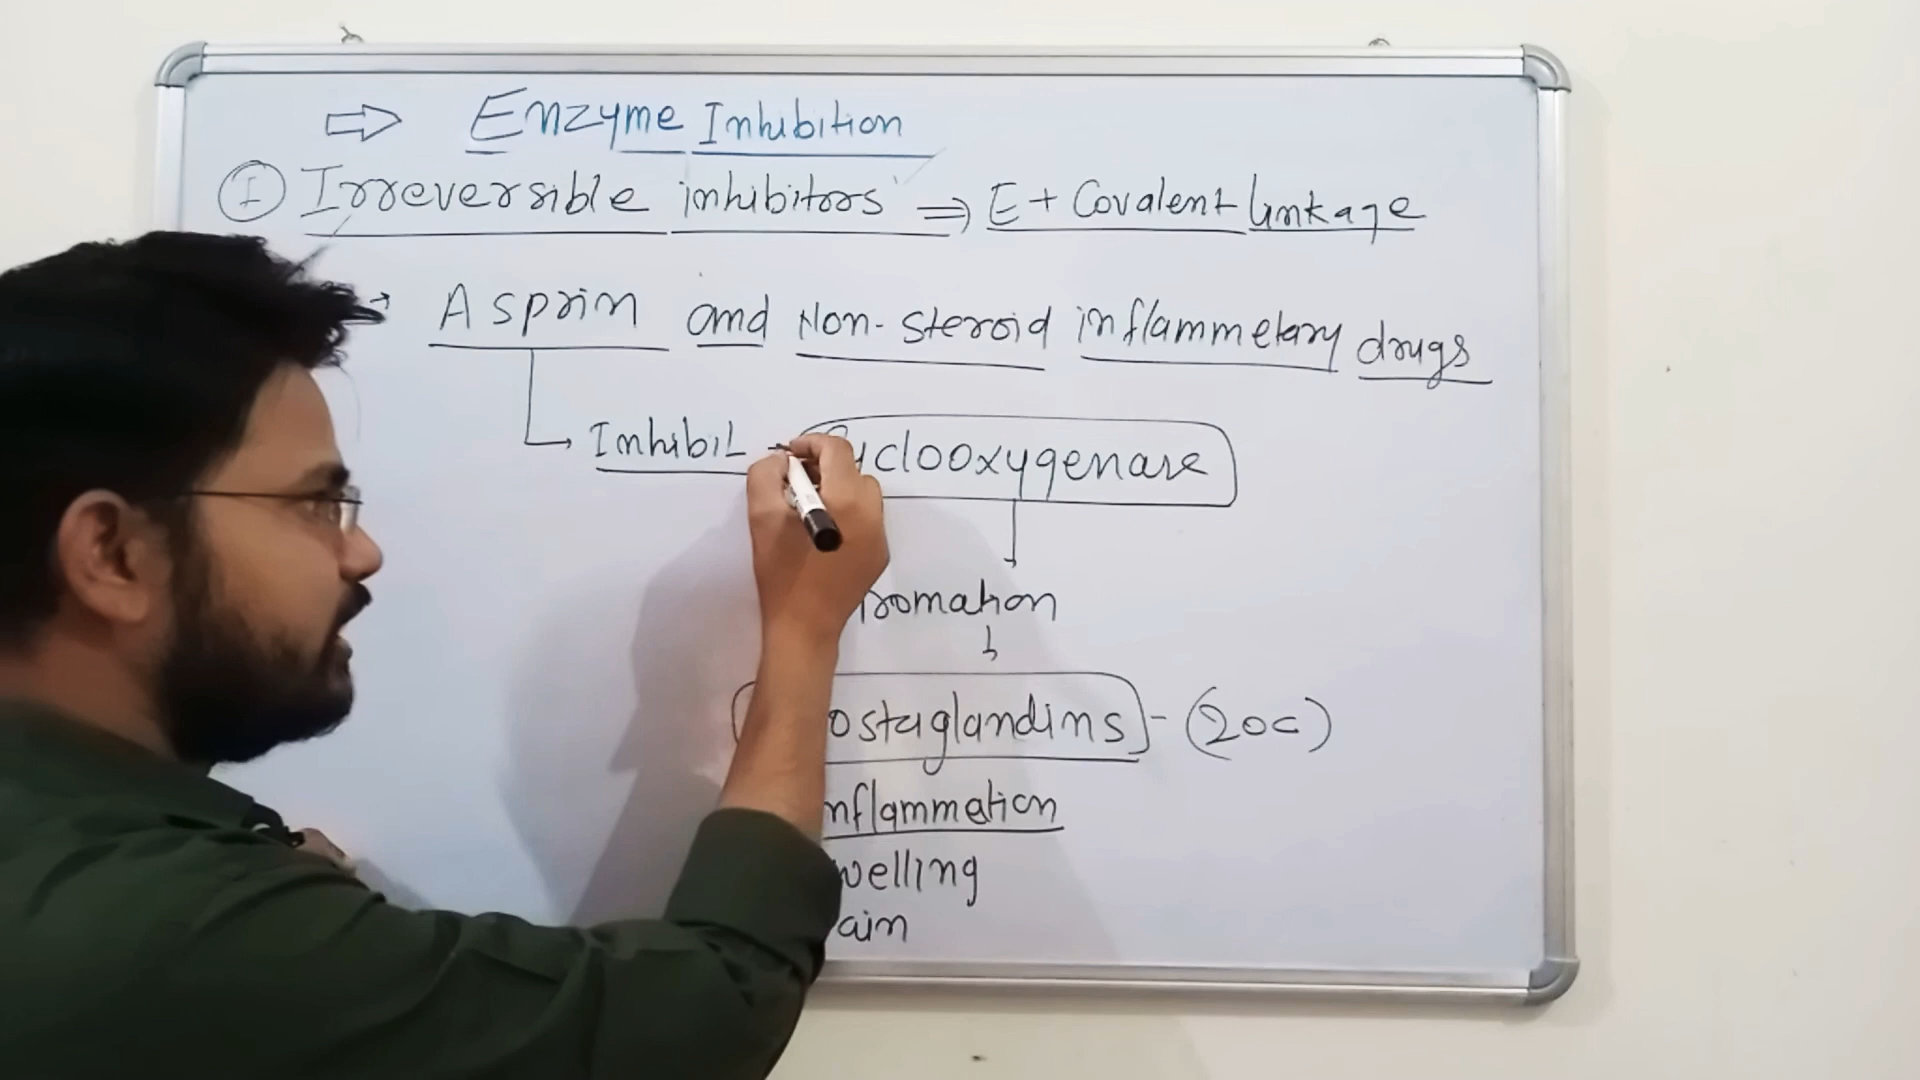 ⇒ Enzyme Inhibition
I Irreversible inhibitors ⇒ E + Covalent linkage
→ Asprin and Non-steroid inflammetary drugs
Inhibit → Cyclooxygenase
romation
ostaglandins - (20C)
nflammation
welling
ain